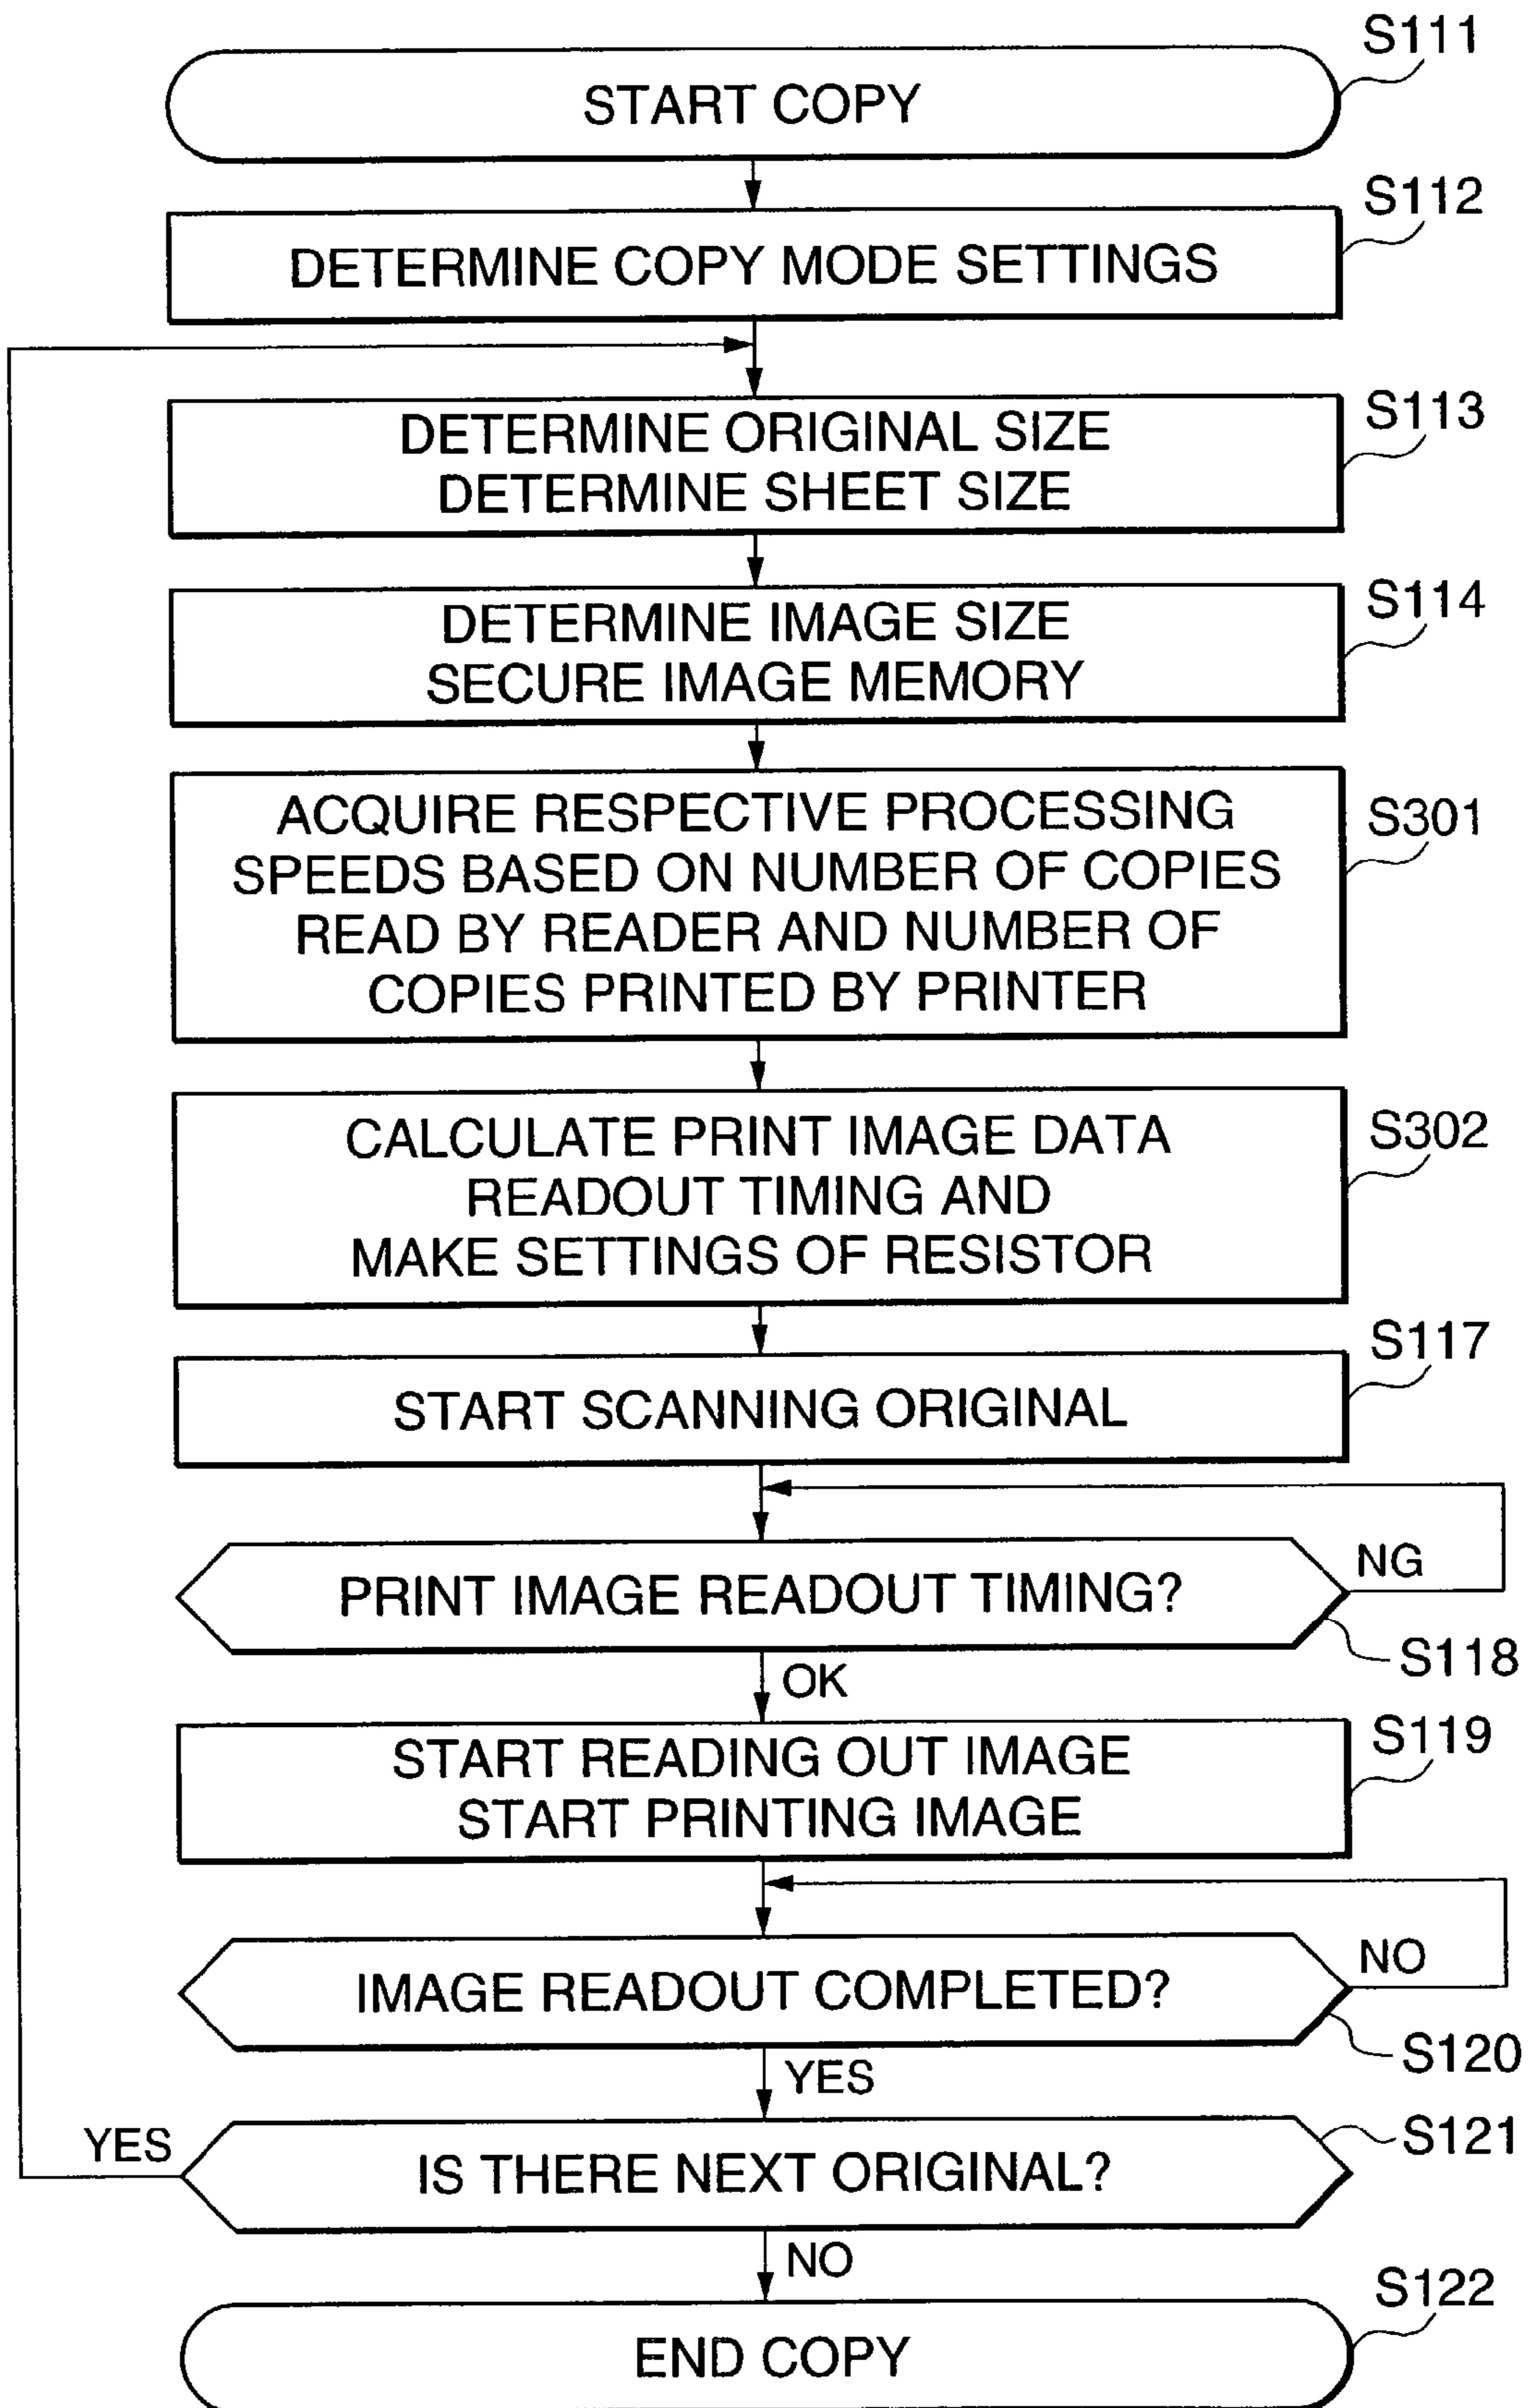 S111
START COPY
S112
DETERMINE COPY MODE SETTINGS
S113
DETERMINE ORIGINAL SIZE
DETERMINE SHEET SIZE
S114
DETERMINE IMAGE SIZE
SECURE IMAGE MEMORY
S301
ACQUIRE RESPECTIVE PROCESSING
SPEEDS BASED ON NUMBER OF COPIES
READ BY READER AND NUMBER OF
COPIES PRINTED BY PRINTER
S302
CALCULATE PRINT IMAGE DATA
READOUT TIMING AND
MAKE SETTINGS OF RESISTOR
S117
START SCANNING ORIGINAL
NG
PRINT IMAGE READOUT TIMING?
S118
OK
S119
START READING OUT IMAGE
START PRINTING IMAGE
NO
IMAGE READOUT COMPLETED?
S120
YES
YES
S121
IS THERE NEXT ORIGINAL?
NO
S122
END COPY